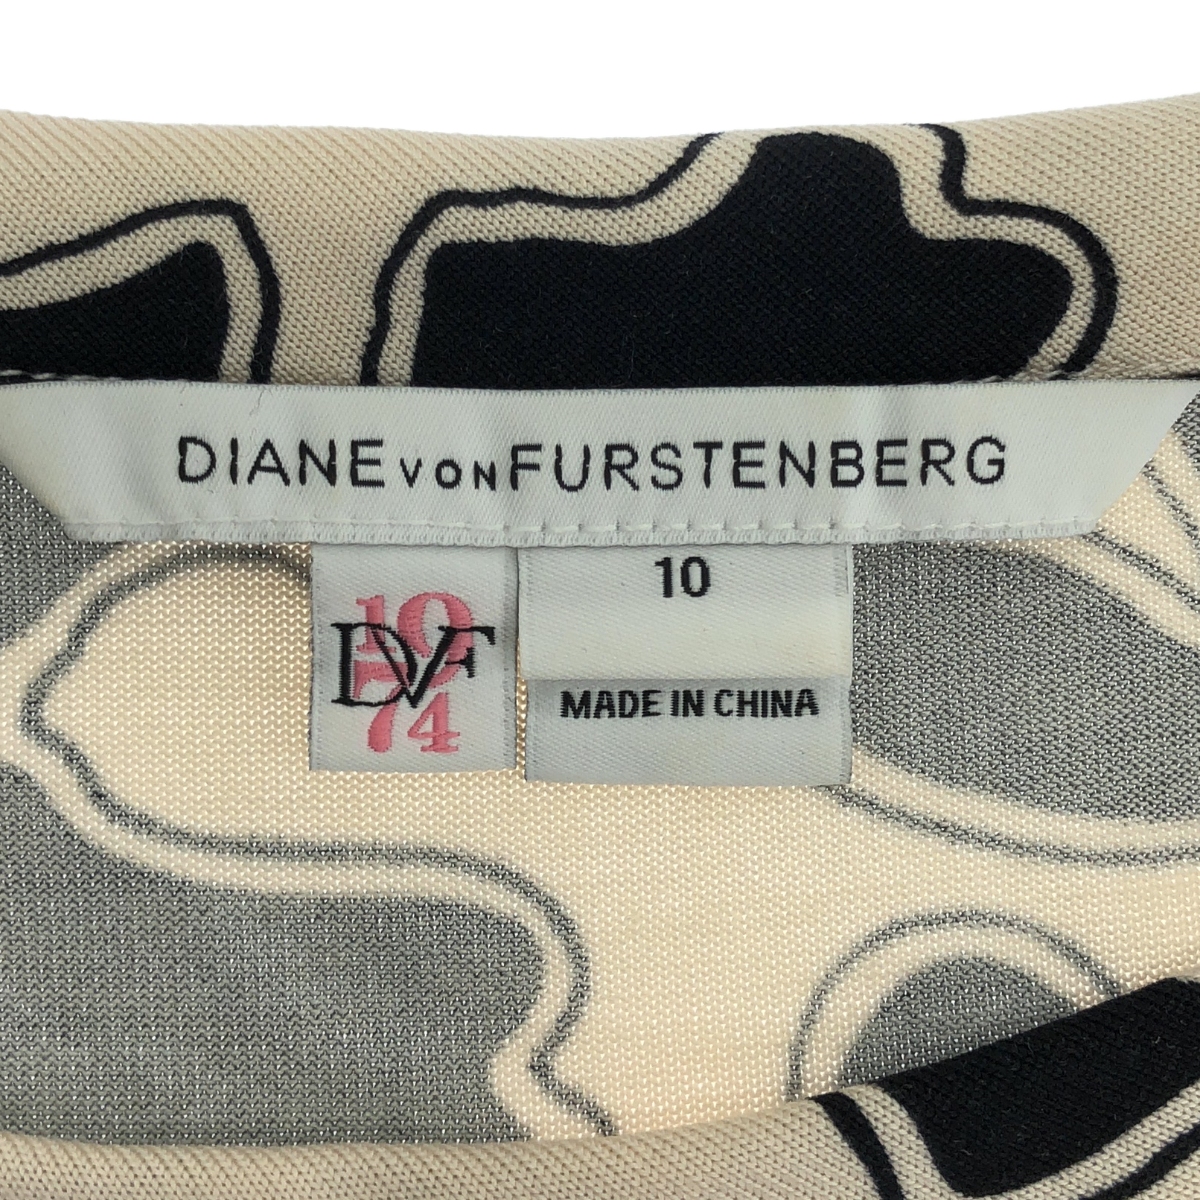 DIANE VON FURSTENBERG
1974
DVF
10
MADE IN CHINA